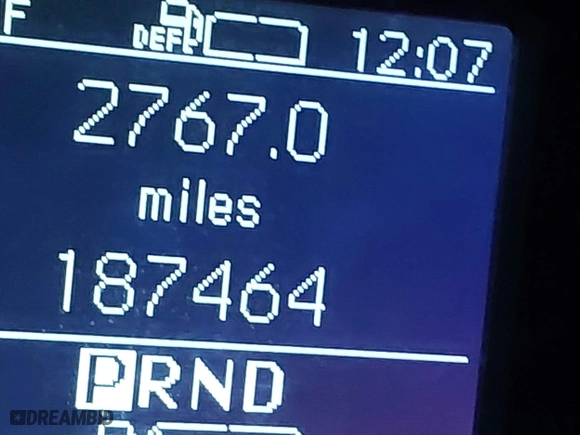 F DEF 12:07
2767.0
miles
187464
PRND
DREAMBID